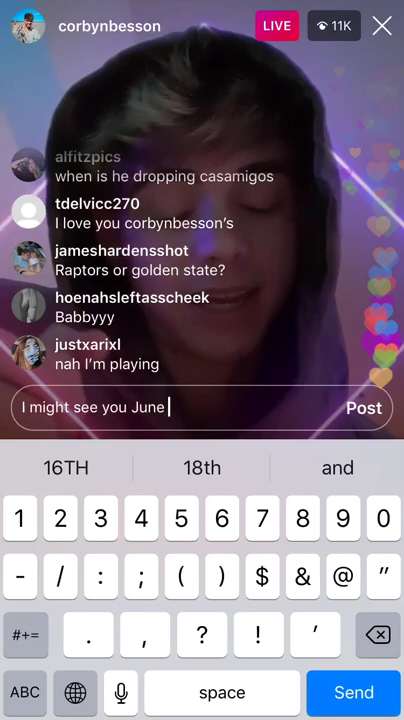 corbynbesson
LIVE
11K
alfitzpics
when is he dropping casamigos
tdelvicc270
I love you corbynbesson’s
jameshardensshot
Raptors or golden state?
hoenahsleftasscheek
Babbyyy
justxarixl
nah I’m playing
I might see you June
Post
16TH 18th and
1 2 3 4 5 6 7 8 9 0
- / : ; ( ) $ & @ ”
#+= . , ? ! ’
ABC space Send